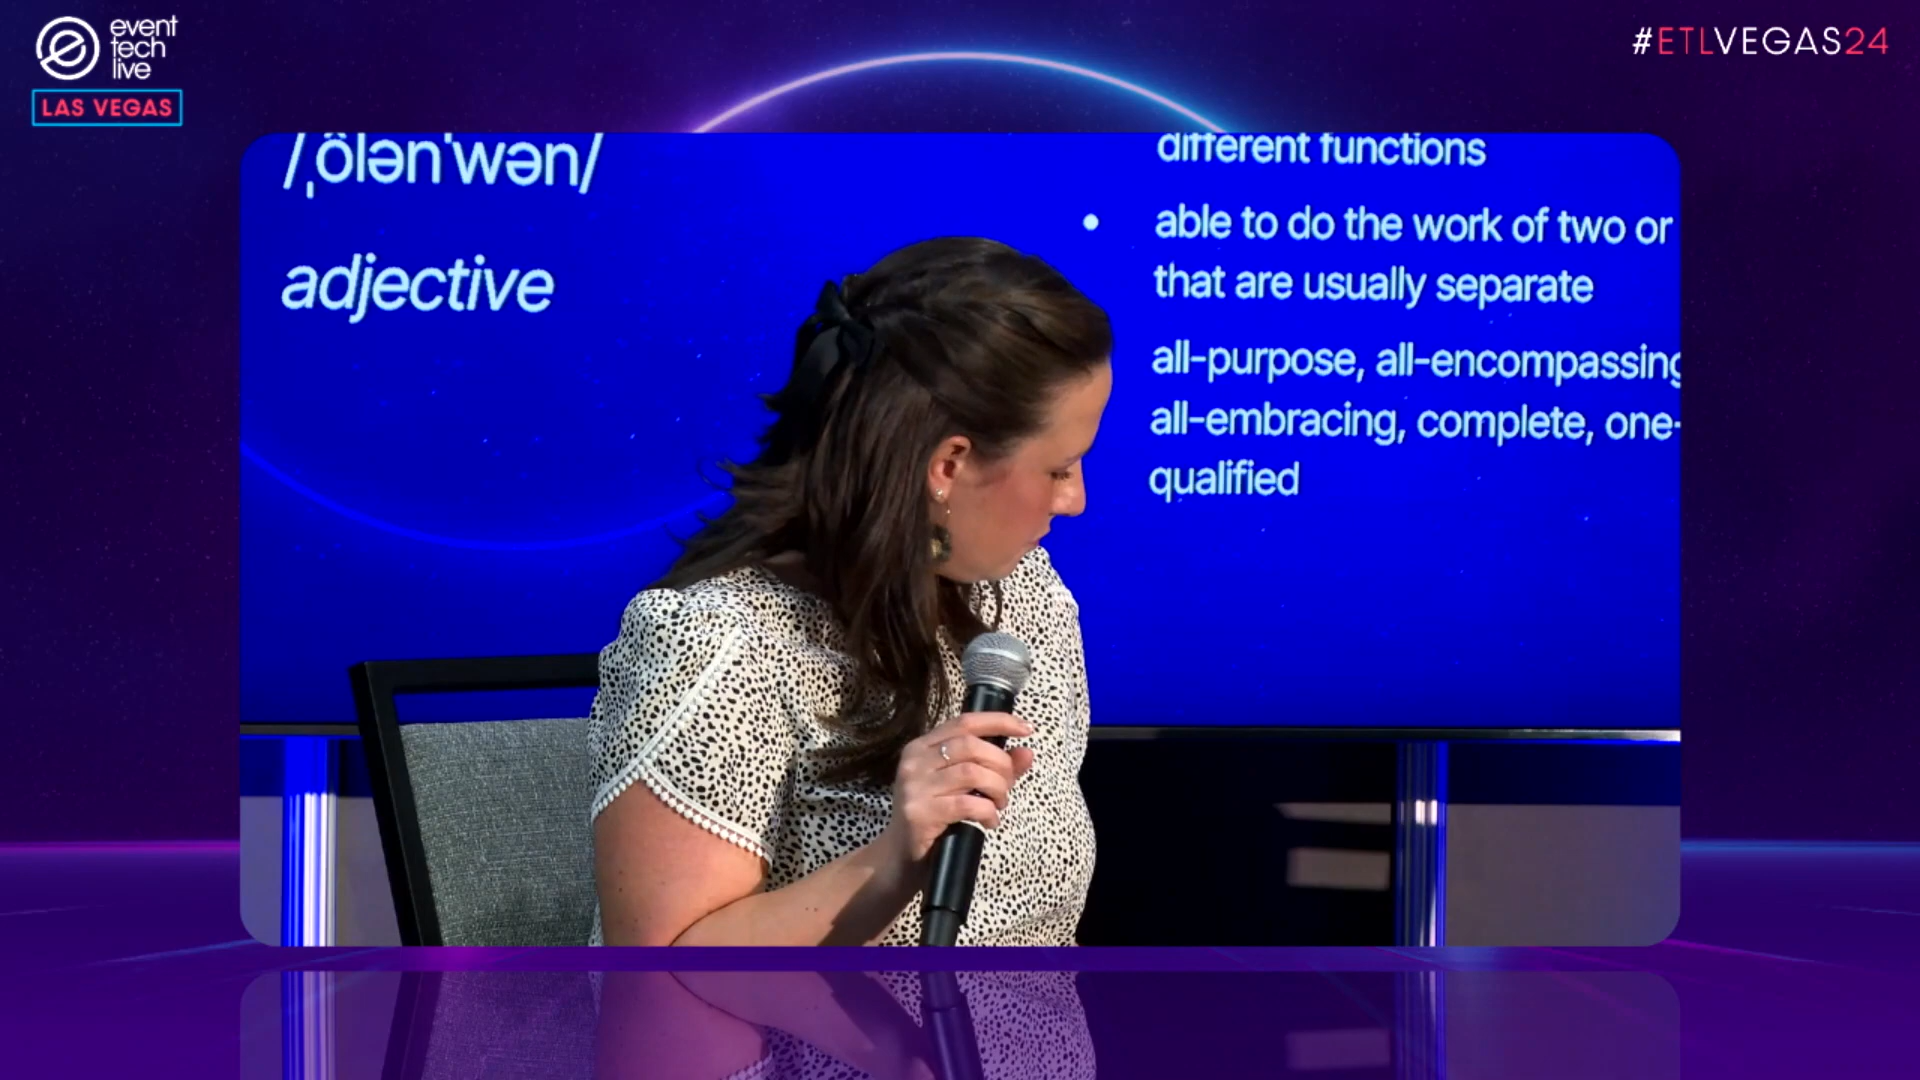 event
tech
live
LAS VEGAS
#ETLVEGAS24
/ˌôlənˈwən/
adjective
different functions
• able to do the work of two or
that are usually separate
all-purpose, all-encompassing
all-embracing, complete, one-
qualified